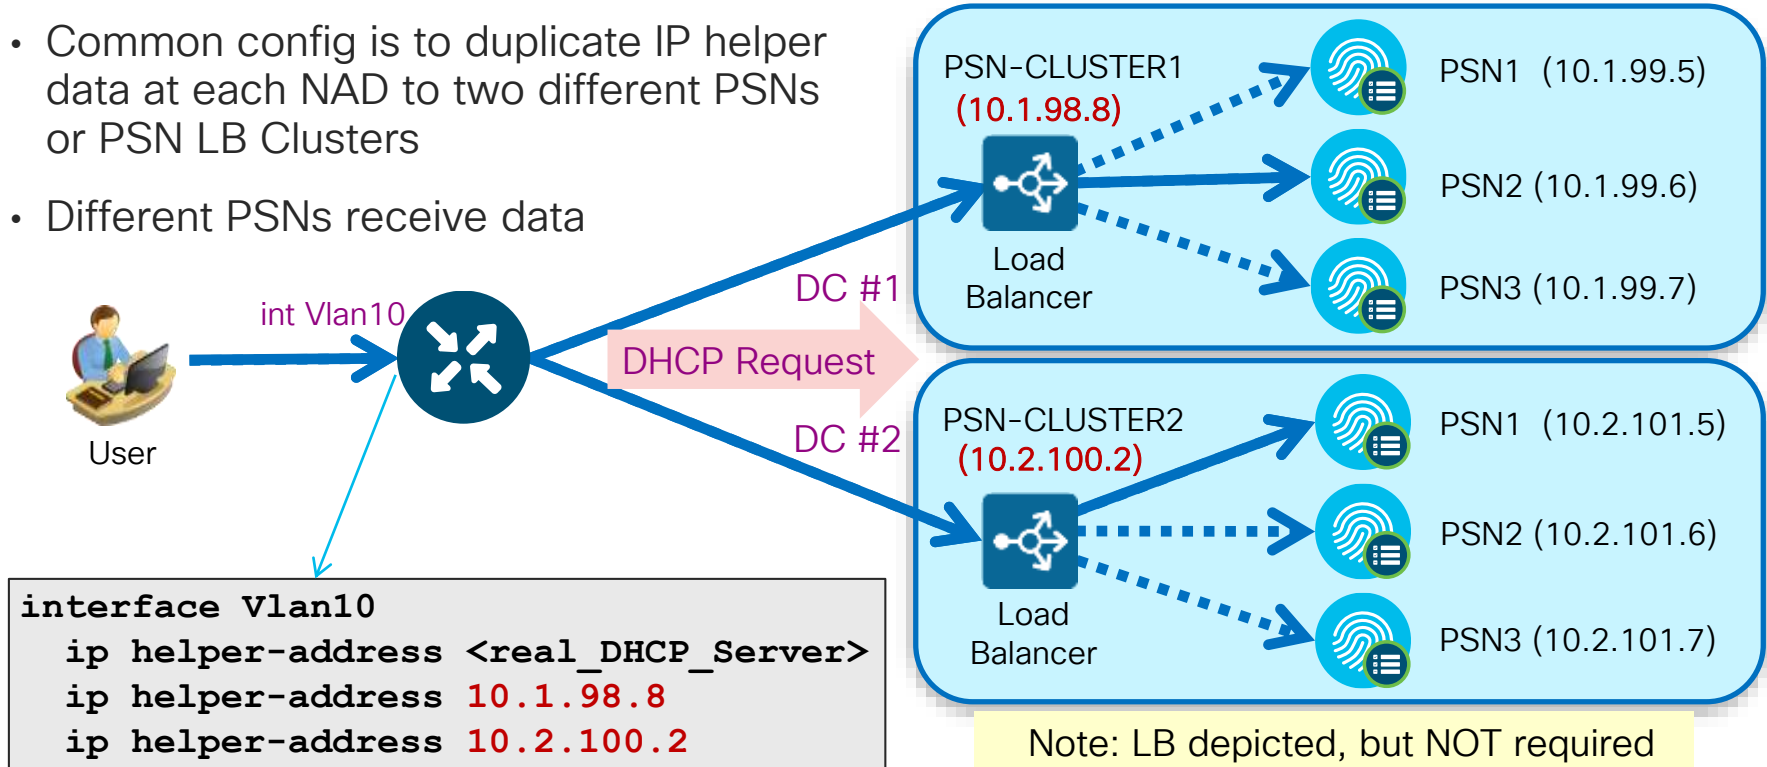 • Common config is to duplicate IP helper
data at each NAD to two different PSNs
or PSN LB Clusters
• Different PSNs receive data
int Vlan10
User
DC #1
DHCP Request
DC #2
interface Vlan10
ip helper-address <real_DHCP_Server>
ip helper-address 10.1.98.8
ip helper-address 10.2.100.2
PSN-CLUSTER1
(10.1.98.8)
Load
Balancer
PSN1 (10.1.99.5)
PSN2 (10.1.99.6)
PSN3 (10.1.99.7)
PSN-CLUSTER2
(10.2.100.2)
Load
Balancer
PSN1 (10.2.101.5)
PSN2 (10.2.101.6)
PSN3 (10.2.101.7)
Note: LB depicted, but NOT required